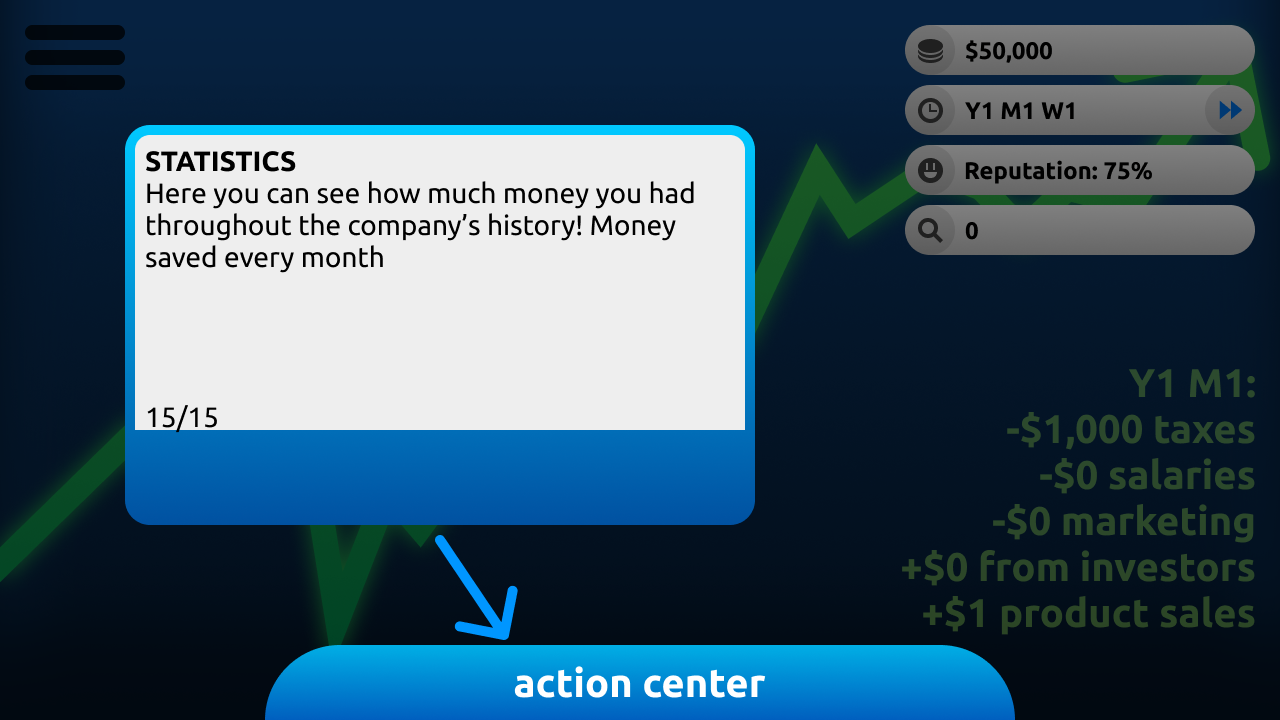 $50,000
Y1 M1 W1
Reputation: 75%
0
STATISTICS
Here you can see how much money you had
throughout the company’s history! Money
saved every month
15/15
Y1 M1:
-$1,000 taxes
-$0 salaries
-$0 marketing
+$0 from investors
+$1 product sales
action center